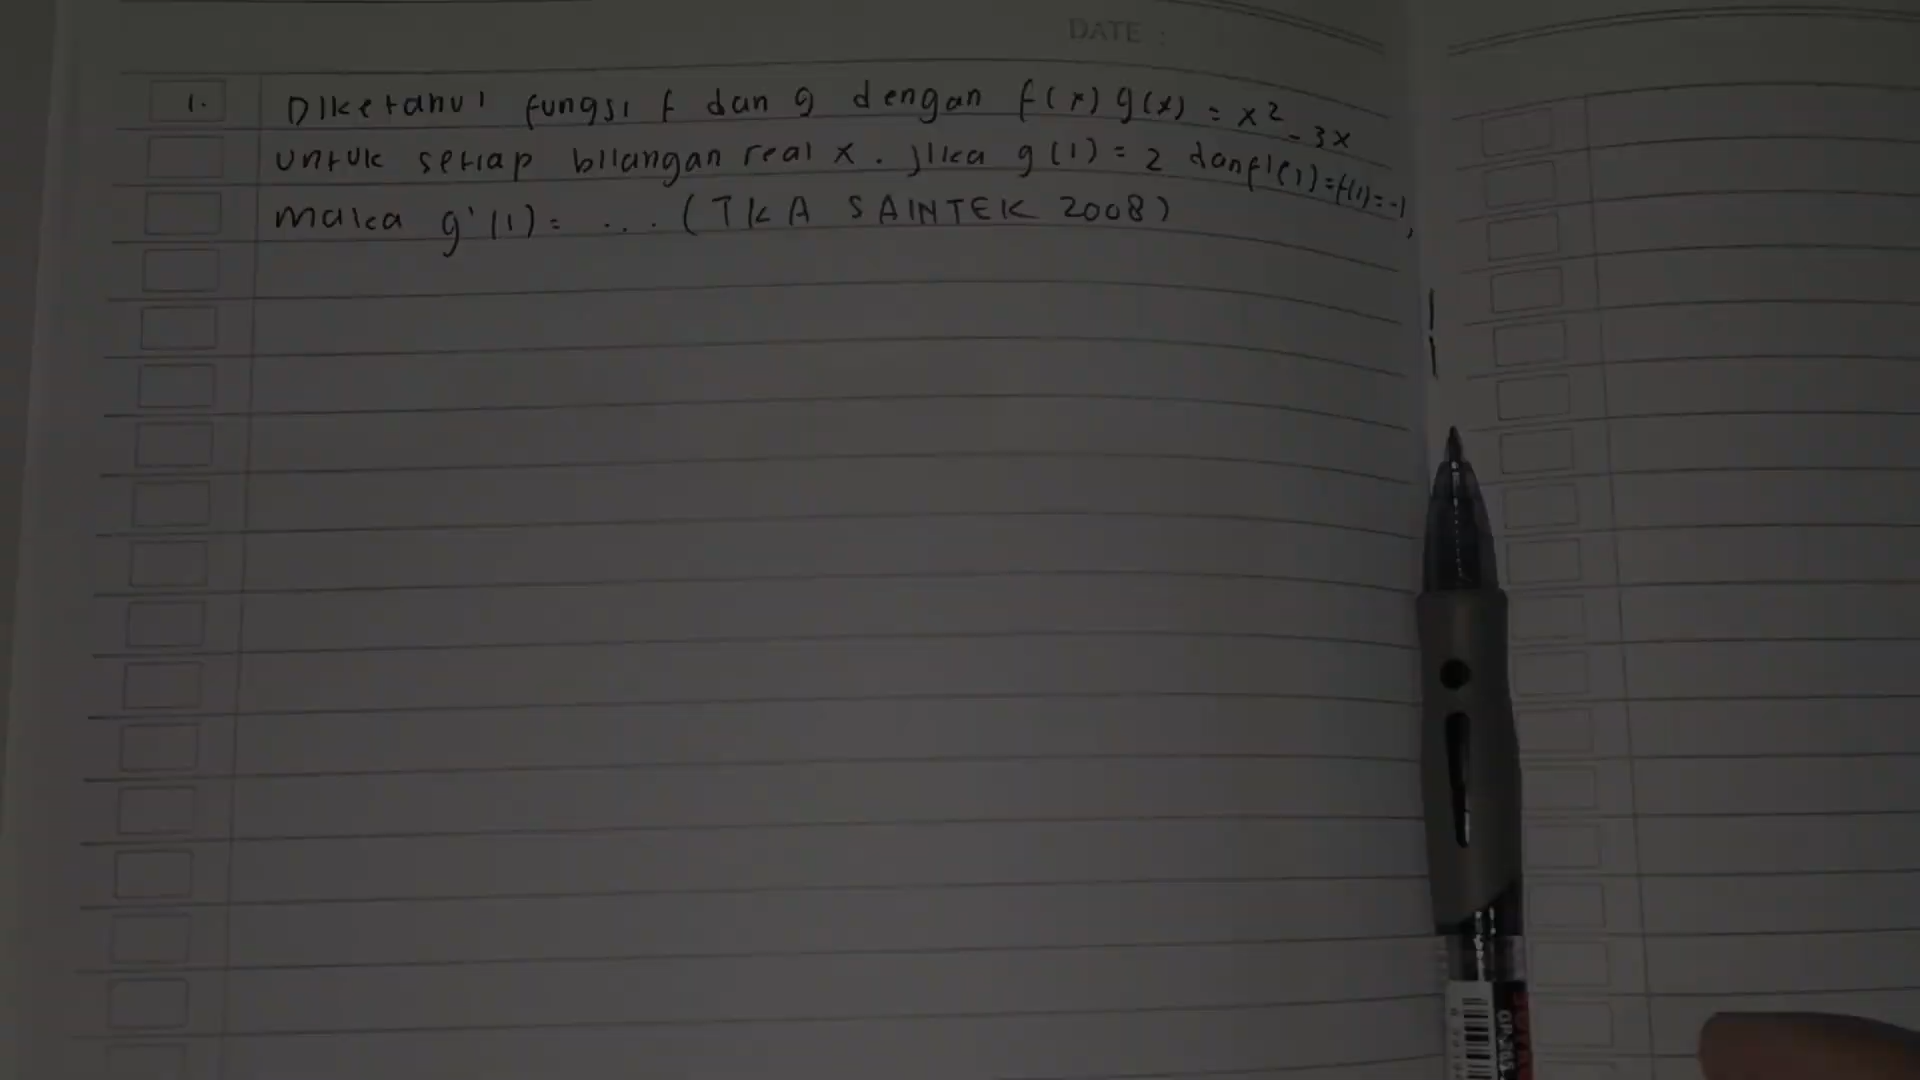 DATE :
1. Diketahui fungsi f dan g dengan f(x) g(x) = x² - 3x
untuk setiap bilangan real x. Jika g(1) = 2 dan f'(1) = f(1) = -1,
maka g'(1) = ... (TKA SAINTEK 2008)